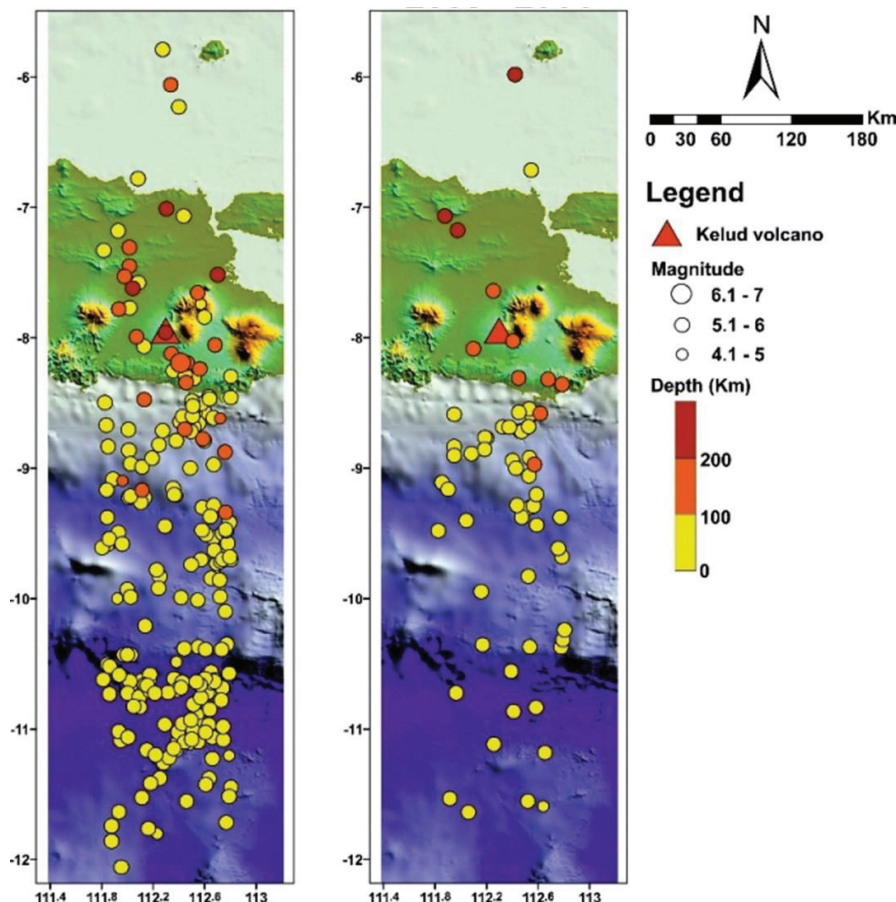 -6
-7
-8
-9
-10
-11
-12
111.4 111.8 112.2 112.6 113
-6
-7
-8
-9
-10
-11
-12
111.4 111.8 112.2 112.6 113
N
Km
0 30 60 120 180
Legend
Kelud volcano
Magnitude
6.1 - 7
5.1 - 6
4.1 - 5
Depth (Km)
200
100
0